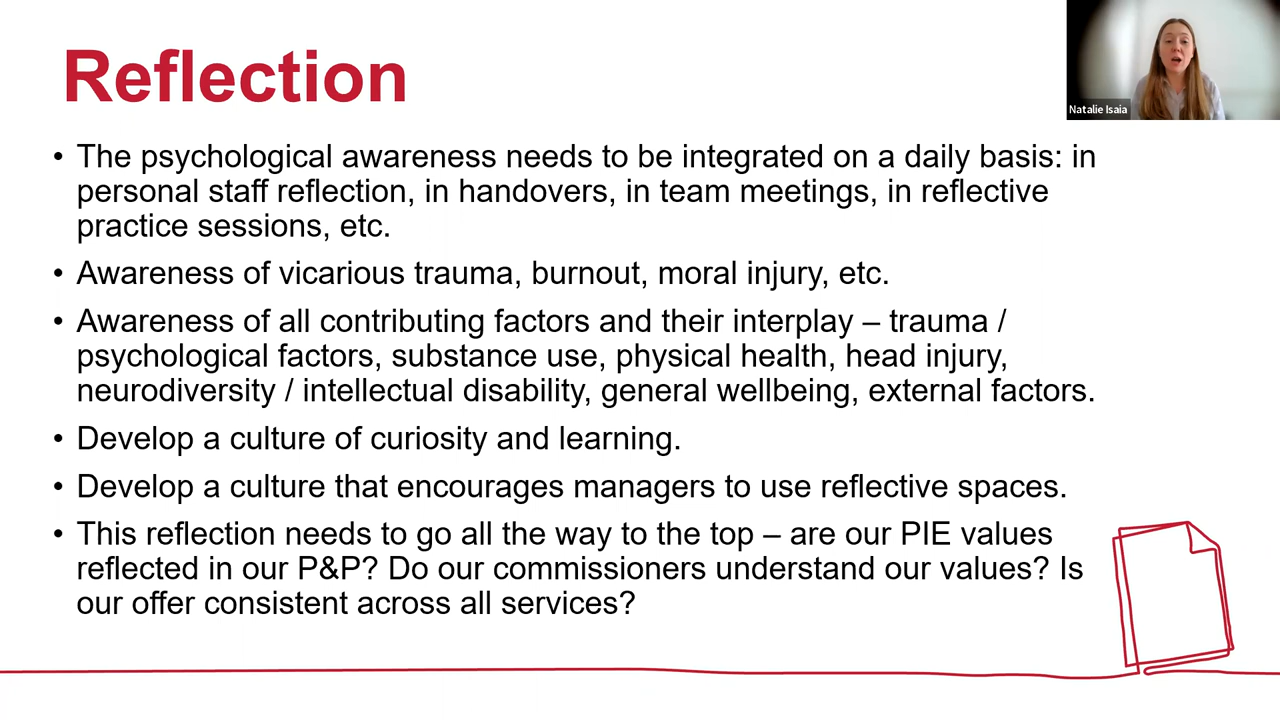 Reflection
Natalie Isaia
• The psychological awareness needs to be integrated on a daily basis: in
personal staff reflection, in handovers, in team meetings, in reflective
practice sessions, etc.
• Awareness of vicarious trauma, burnout, moral injury, etc.
• Awareness of all contributing factors and their interplay – trauma /
psychological factors, substance use, physical health, head injury,
neurodiversity / intellectual disability, general wellbeing, external factors.
• Develop a culture of curiosity and learning.
• Develop a culture that encourages managers to use reflective spaces.
• This reflection needs to go all the way to the top – are our PIE values
reflected in our P&P? Do our commissioners understand our values? Is
our offer consistent across all services?